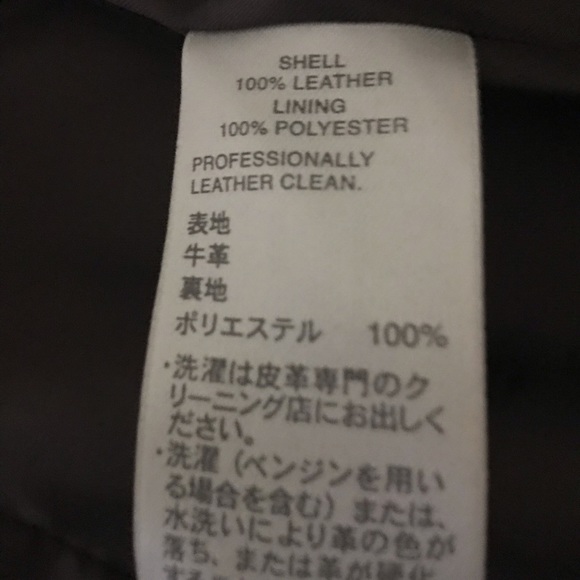 SHELL
100% LEATHER
LINING
100% POLYESTER
PROFESSIONALLY
LEATHER CLEAN.
表地
牛革
裏地
ポリエステル 100%
・洗濯は皮革専門のク
リーニング店にお出しく
ださい。
・洗濯（ベンジンを用い
る場合を含む）または、
水洗いにより革の色が
落ち、または革が硬化